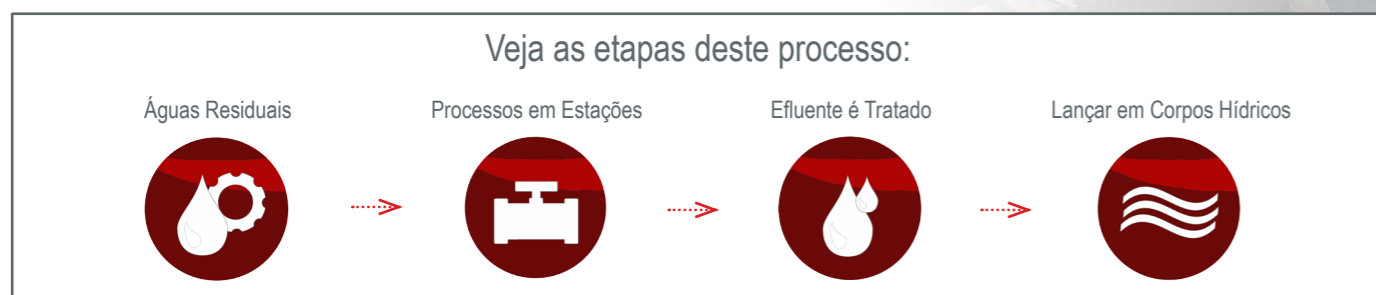 Veja as etapas deste processo:
Águas Residuais
Processos em Estações
Efluente é Tratado
Lançar em Corpos Hídricos